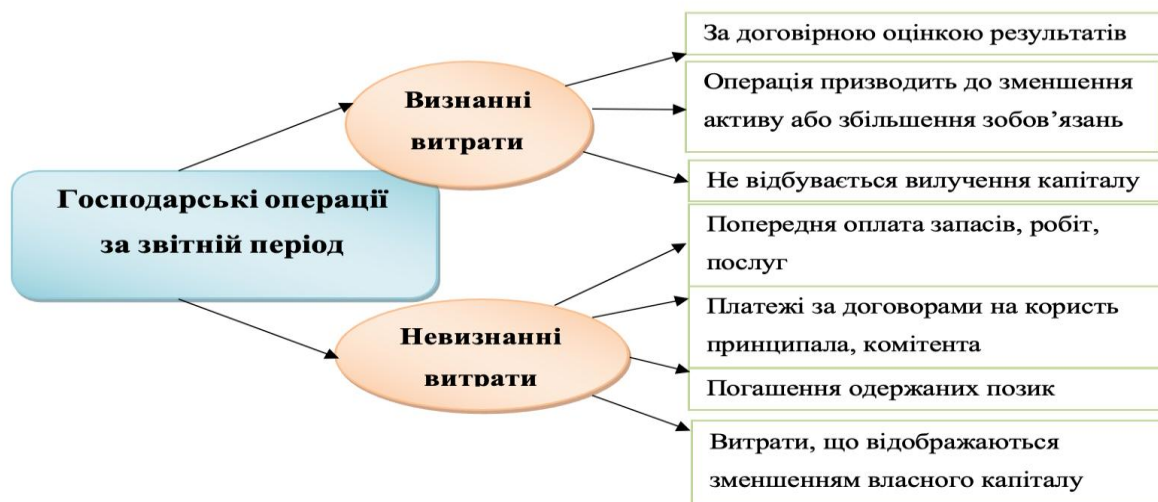 Господарські операції
за звітній період
Визнанні
витрати
За договірною оцінкою результатів
Операція призводить до зменшення
активу або збільшення зобов’язань
Не відбувається вилучення капіталу
Невизнанні
витрати
Попередня оплата запасів, робіт,
послуг
Платежі за договорами на користь
принципала, комітента
Погашення одержаних позик
Витрати, що відображаються
зменшенням власного капіталу